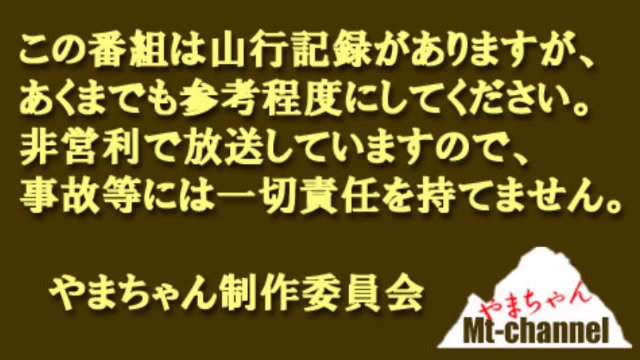 この番組は山行記録がありますが、
あくまでも参考程度にしてください。
非営利で放送していますので、
事故等には一切責任を持てません。
やまちゃん制作委員会
やまちゃん
Mt-channel